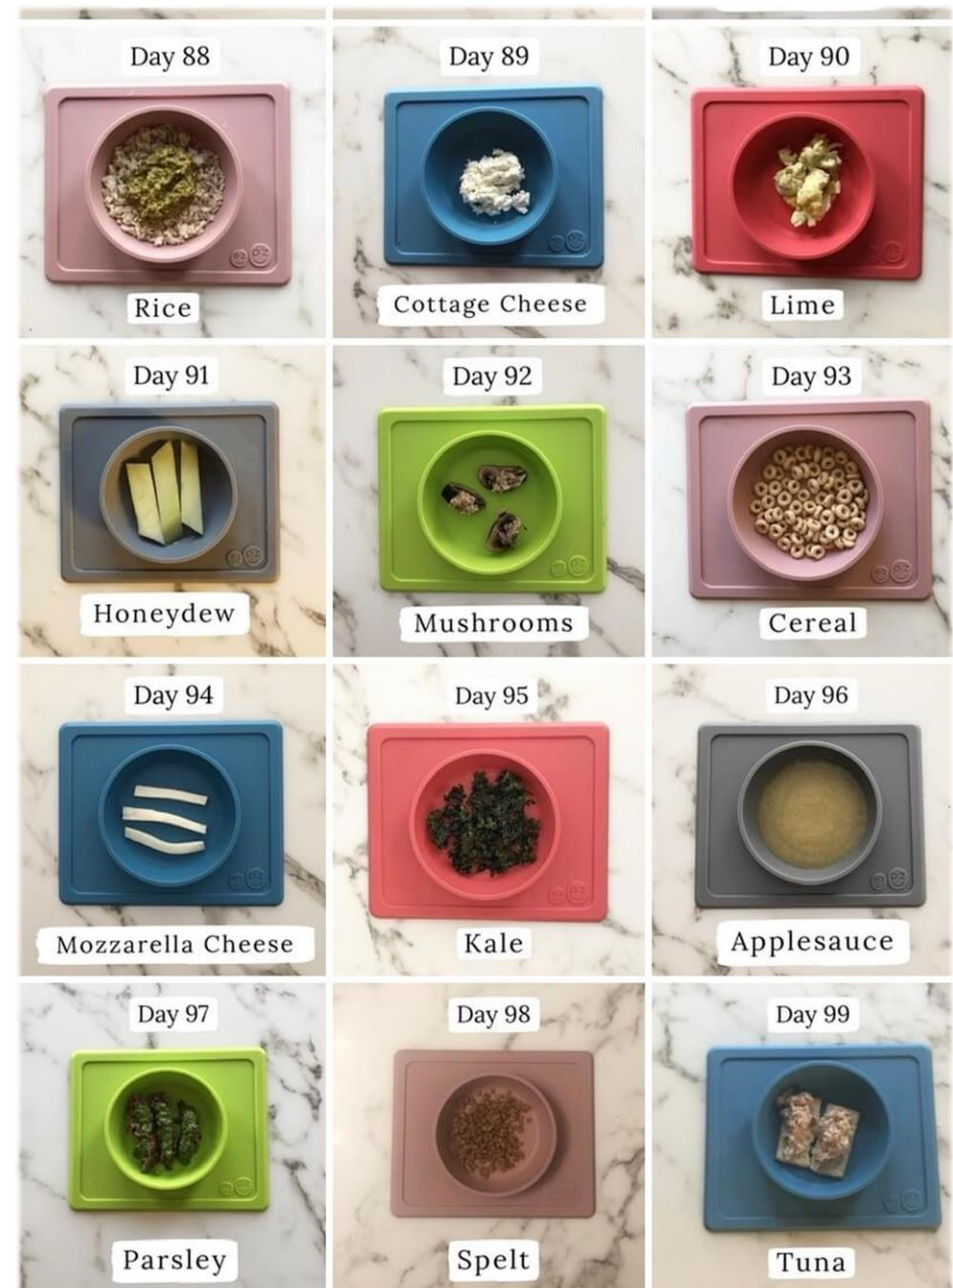 Day 88
Day 89
Day 90
Rice
Cottage Cheese
Lime
Day 91
Day 92
Day 93
Honeydew
Mushrooms
Cereal
Day 94
Day 95
Day 96
Mozzarella Cheese
Kale
Applesauce
Day 97
Day 98
Day 99
Parsley
Spelt
Tuna